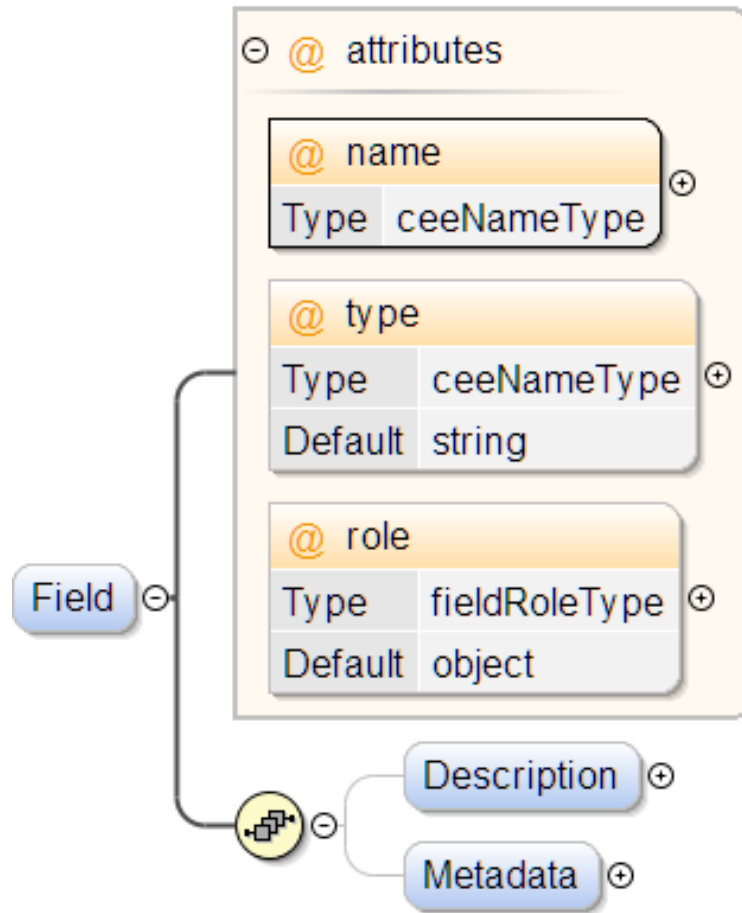 @ attributes
@ name
Type ceeNameType
@ type
Type ceeNameType
Default string
@ role
Type fieldRoleType
Default object
Field
Description
Metadata